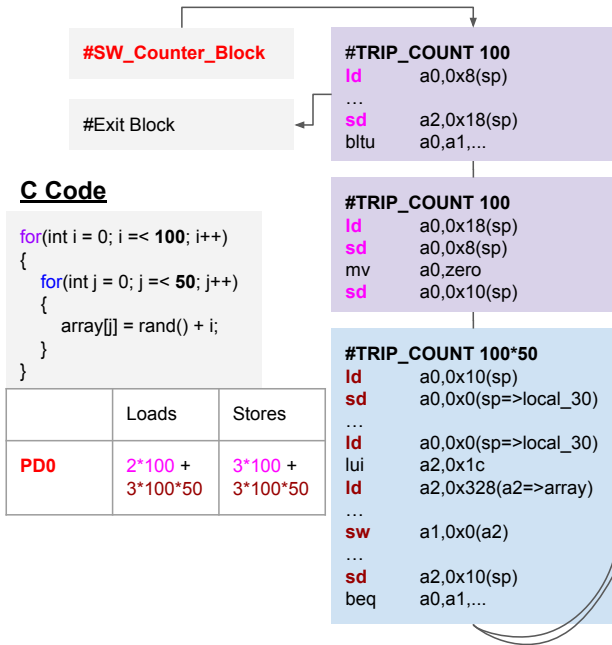 #SW_Counter_Block
#Exit Block
C Code
for(int i = 0; i =< 100; i++)
{
for(int j = 0; j =< 50; j++)
{
array[j] = rand() + i;
}
}
Loads Stores
PD0 2*100 + 3*100*50 3*100 + 3*100*50
#TRIP_COUNT 100
ld a0,0x8(sp)
…
sd a2,0x18(sp)
bltu a0,a1,...
#TRIP_COUNT 100
ld a0,0x18(sp)
sd a0,0x8(sp)
mv a0,zero
sd a0,0x10(sp)
#TRIP_COUNT 100*50
ld a0,0x10(sp)
sd a0,0x0(sp=>local_30)
…
ld a0,0x0(sp=>local_30)
lui a2,0x1c
ld a2,0x328(a2=>array)
…
sw a1,0x0(a2)
…
sd a2,0x10(sp)
beq a0,a1,...